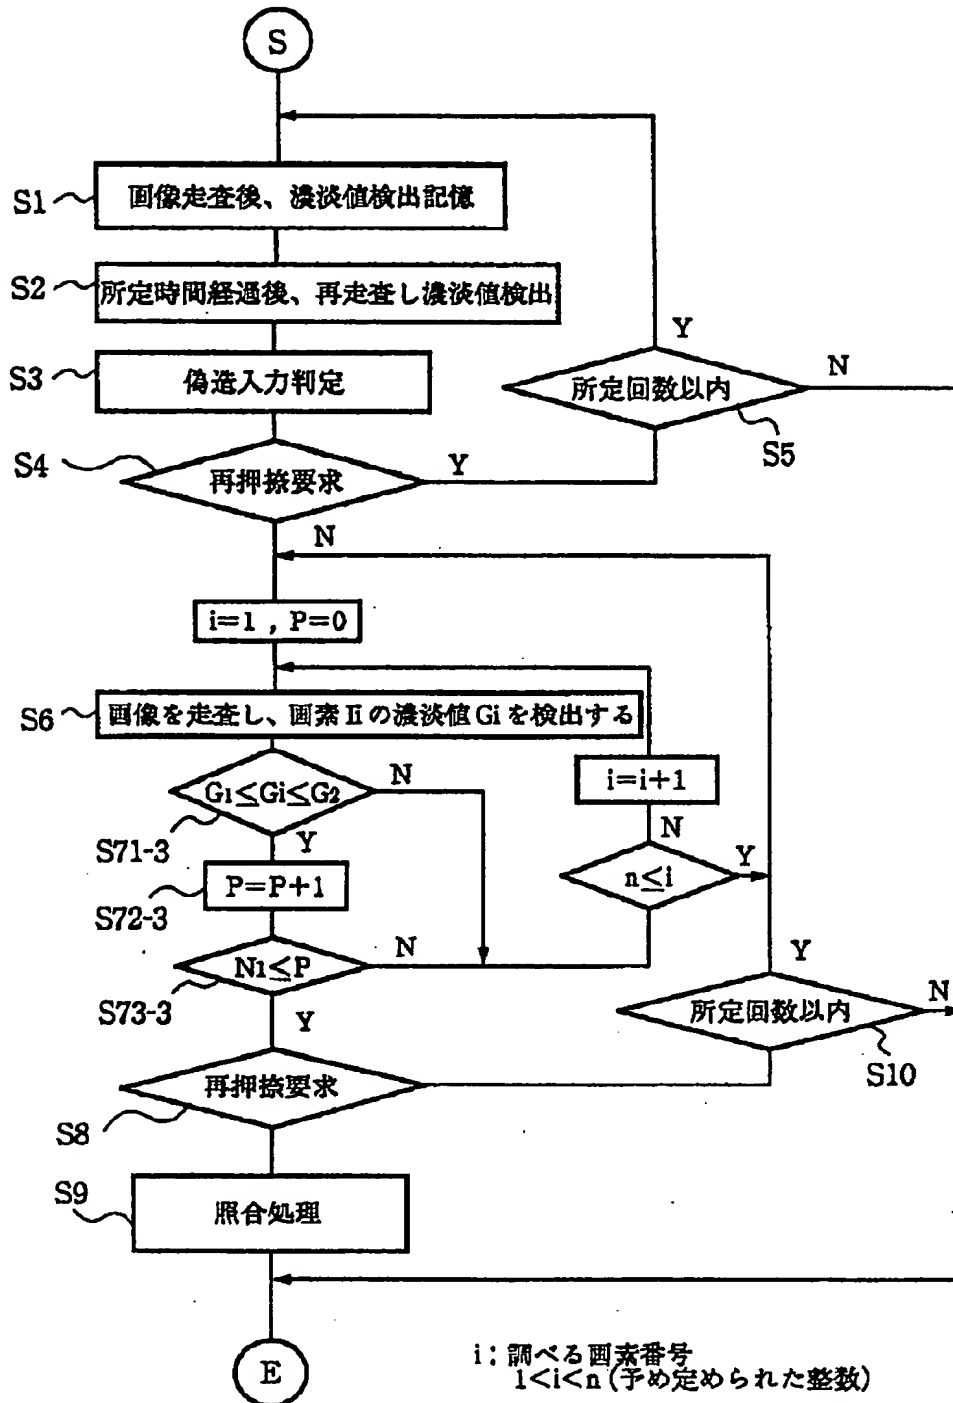 S
S1
画像走査後、濃淡値検出記憶
S2
所定時間経過後、再走査し濃淡値検出
Y
S3
偽造入力判定
所定回数以内
N
S5
S4
再押捺要求
Y
N
i=1 , P=0
S6
画像を走査し、画素 Ii の濃淡値 Gi を検出する
G1≤Gi≤G2
N
i=i+1
S71-3
Y
N
P=P+1
n≤i
Y
S72-3
N1≤P
N
Y
S73-3
所定回数以内
N
Y
S10
再押捺要求
S8
S9
照合処理
E
i: 調べる画素番号
1<i<n (予め定められた整数)